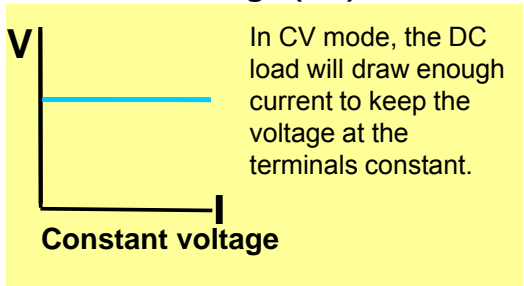 V
In CV mode, the DC
load will draw enough
current to keep the
voltage at the
terminals constant.
I
Constant voltage